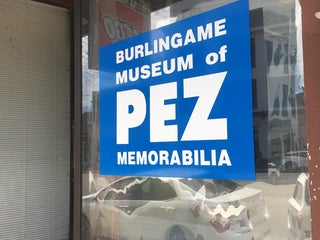 BURLINGAME
MUSEUM of
PEZ
MEMORABILIA